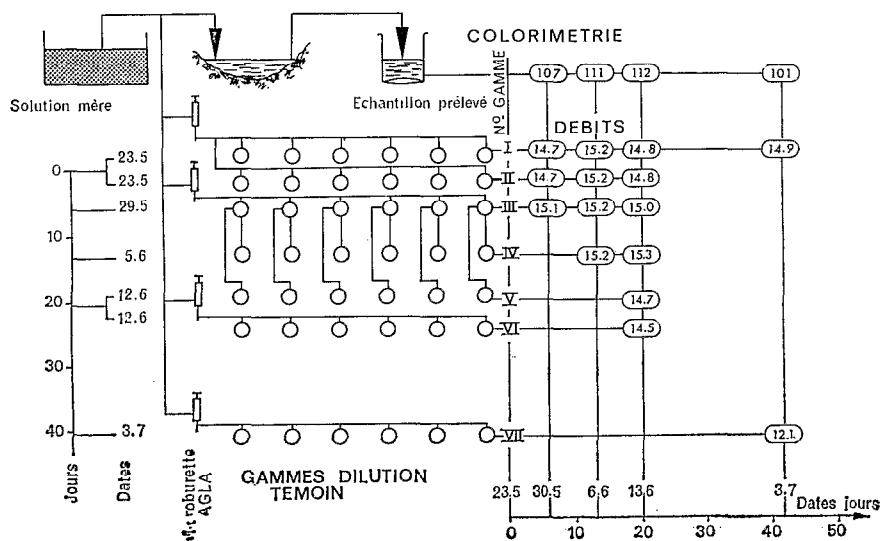 COLORIMETRIE
Solution mère
Echantillon prélevé
Nº GAMME
107 111 112 101
DEBITS
I 14.7 15.2 14.8 14.9
II 14.7 15.2 14.8
III 15.1 15.2 15.0
IV 15.2 15.3
V 14.7
VI 14.5
VII 12.1
0
10
20
30
40
Jours
23.5
23.5
29.5
5.6
12.6
12.6
3.7
Dates
AGLA
GAMMES DILUTION
TEMOIN
23.5 30.5 6.6 13.6 3.7
Dates jours
0 10 20 30 40 50